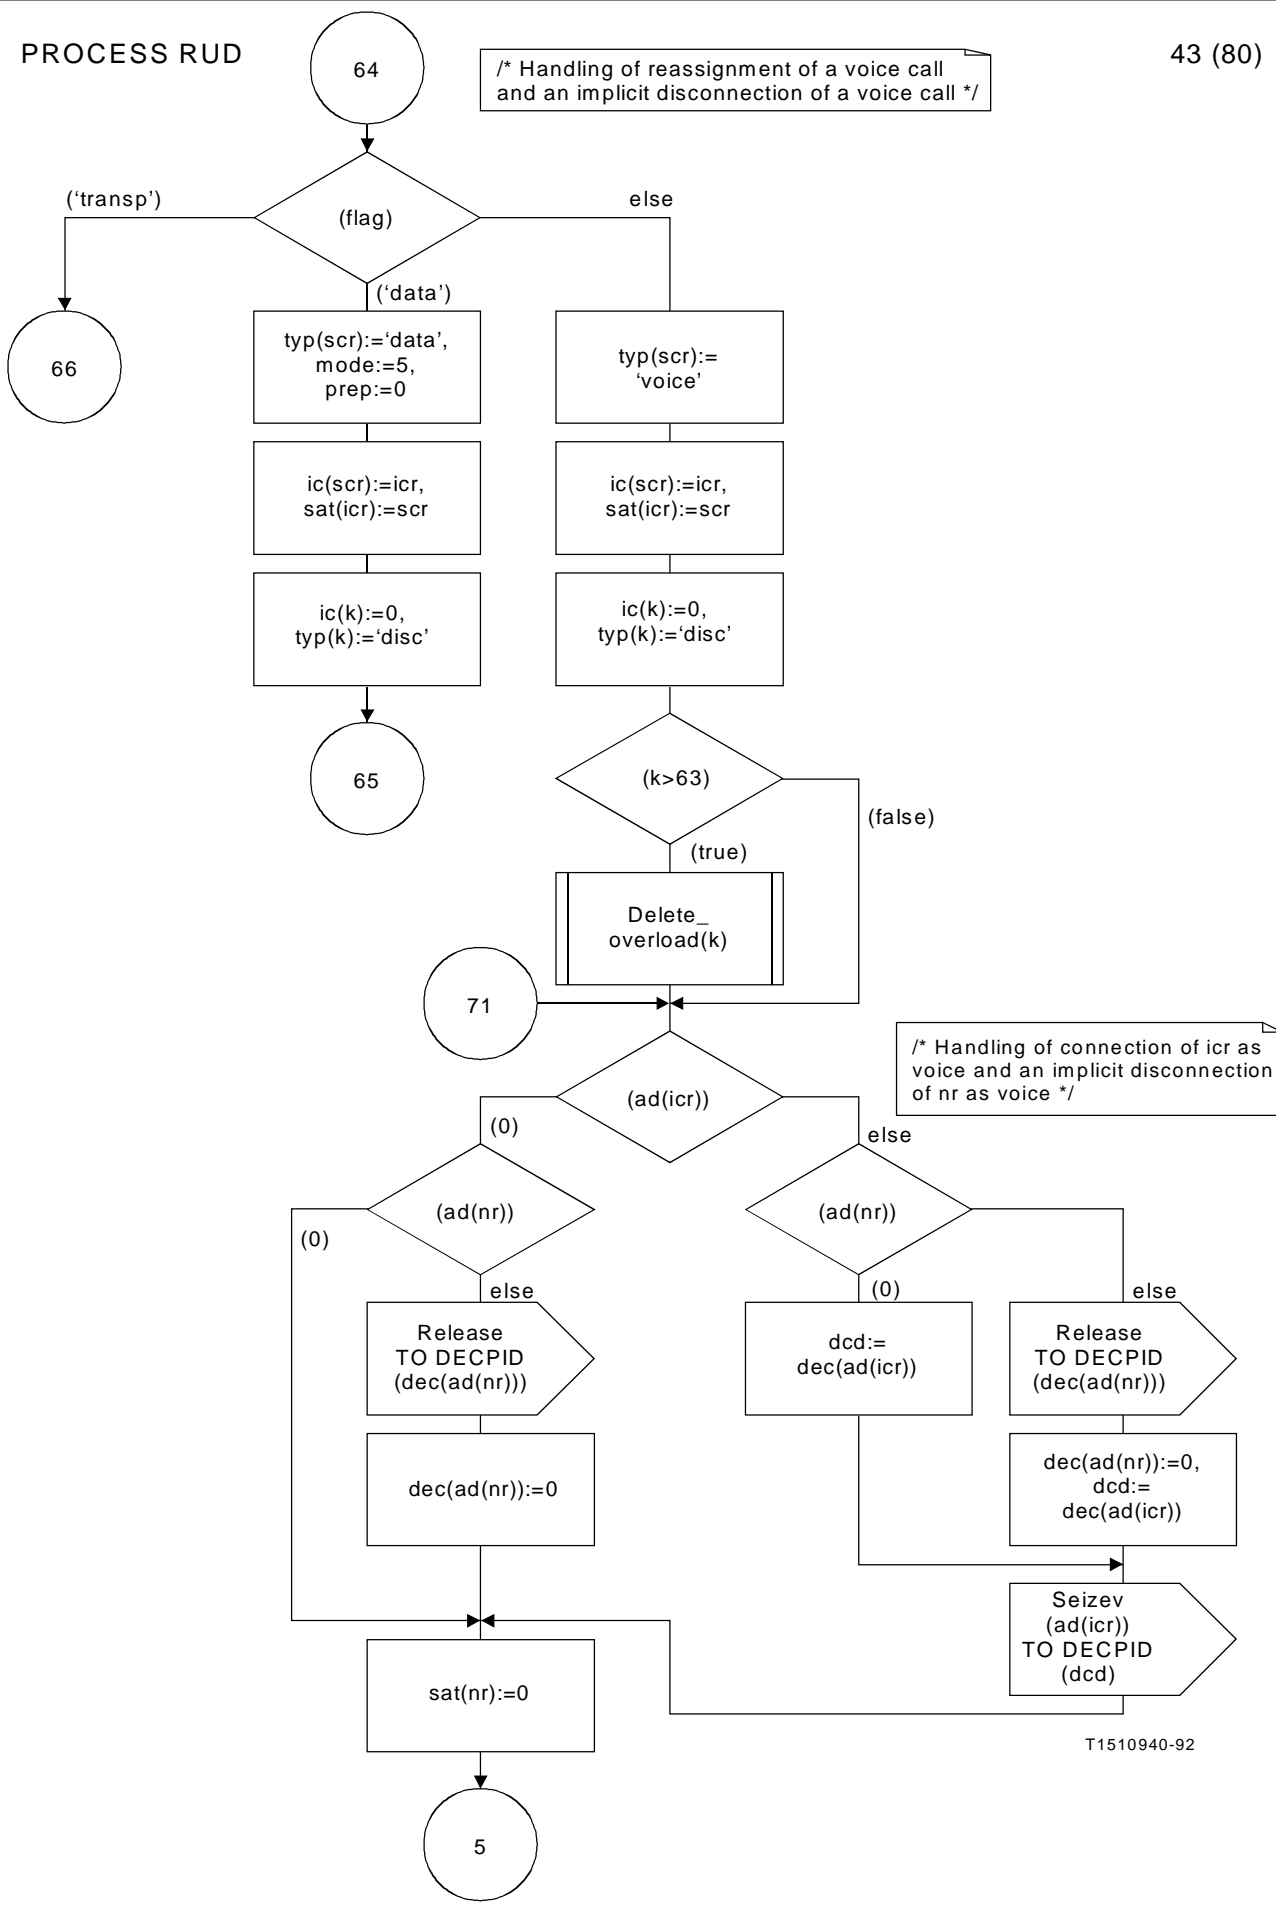 PROCESS RUD
64
/* Handling of reassignment of a voice call
and an implicit disconnection of a voice call */
43 (80)
(‘transp’)
(flag)
else
(‘data’)
66
typ(scr):=‘data’,
mode:=5,
prep:=0
typ(scr):=
‘voice’
ic(scr):=icr,
sat(icr):=scr
ic(scr):=icr,
sat(icr):=scr
ic(k):=0,
typ(k):=‘disc’
ic(k):=0,
typ(k):=‘disc’
65
(k>63)
(false)
(true)
Delete_
overload(k)
71
/* Handling of connection of icr as
voice and an implicit disconnection
of nr as voice */
(ad(icr))
(0)
else
(ad(nr))
(ad(nr))
(0)
else
(0)
else
Release
TO DECPID
(dec(ad(nr)))
dcd:=
dec(ad(icr))
Release
TO DECPID
(dec(ad(nr)))
dec(ad(nr)):=0
dec(ad(nr)):=0,
dcd:=
dec(ad(icr))
Seizev
(ad(icr))
TO DECPID
(dcd)
sat(nr):=0
T1510940-92
5